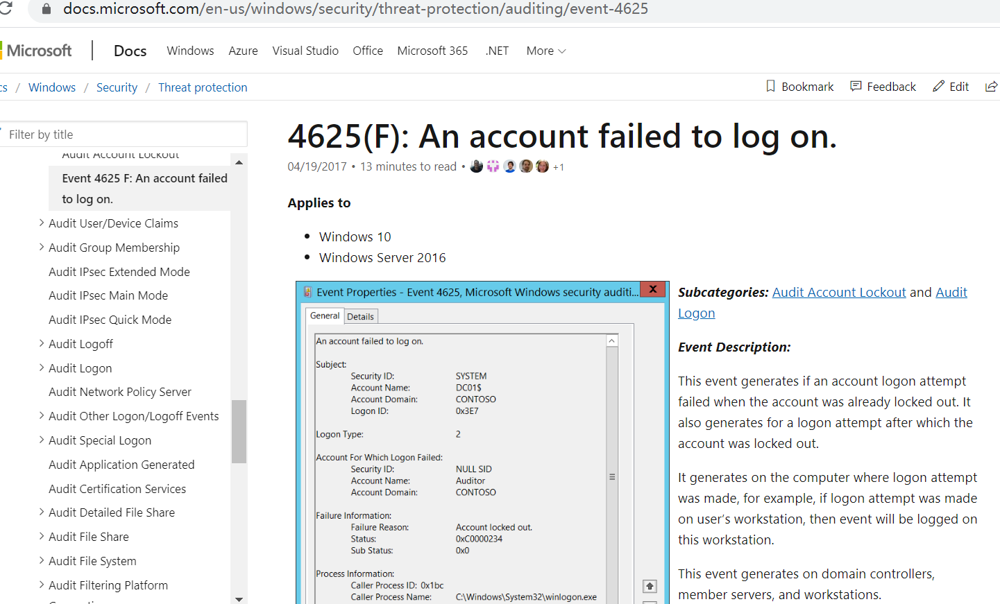 docs.microsoft.com/en-us/windows/security/threat-protection/auditing/event-4625
Microsoft
Docs
Windows
Azure
Visual Studio
Office
Microsoft 365
.NET
More
cs / Windows / Security / Threat protection
Bookmark
Feedback
Edit
Filter by title
Audit Account Lockout
Event 4625 F: An account failed
to log on.
Audit User/Device Claims
Audit Group Membership
Audit IPsec Extended Mode
Audit IPsec Main Mode
Audit IPsec Quick Mode
Audit Logoff
Audit Logon
Audit Network Policy Server
Audit Other Logon/Logoff Events
Audit Special Logon
Audit Application Generated
Audit Certification Services
Audit Detailed File Share
Audit File Share
Audit File System
Audit Filtering Platform
4625(F): An account failed to log on.
04/19/2017 • 13 minutes to read • +1
Applies to
• Windows 10
• Windows Server 2016
Event Properties - Event 4625, Microsoft Windows security auditi...
General
Details
An account failed to log on.
Subject:
Security ID: SYSTEM
Account Name: DC01$
Account Domain: CONTOSO
Logon ID: 0x3E7
Logon Type: 2
Account For Which Logon Failed:
Security ID: NULL SID
Account Name: Auditor
Account Domain: CONTOSO
Failure Information:
Failure Reason: Account locked out.
Status: 0xC0000234
Sub Status: 0x0
Process Information:
Caller Process ID: 0x1bc
Caller Process Name: C:\Windows\System32\winlogon.exe
Subcategories: Audit Account Lockout and Audit
Logon
Event Description:
This event generates if an account logon attempt
failed when the account was already locked out. It
also generates for a logon attempt after which the
account was locked out.
It generates on the computer where logon attempt
was made, for example, if logon attempt was made
on user’s workstation, then event will be logged on
this workstation.
This event generates on domain controllers,
member servers, and workstations.